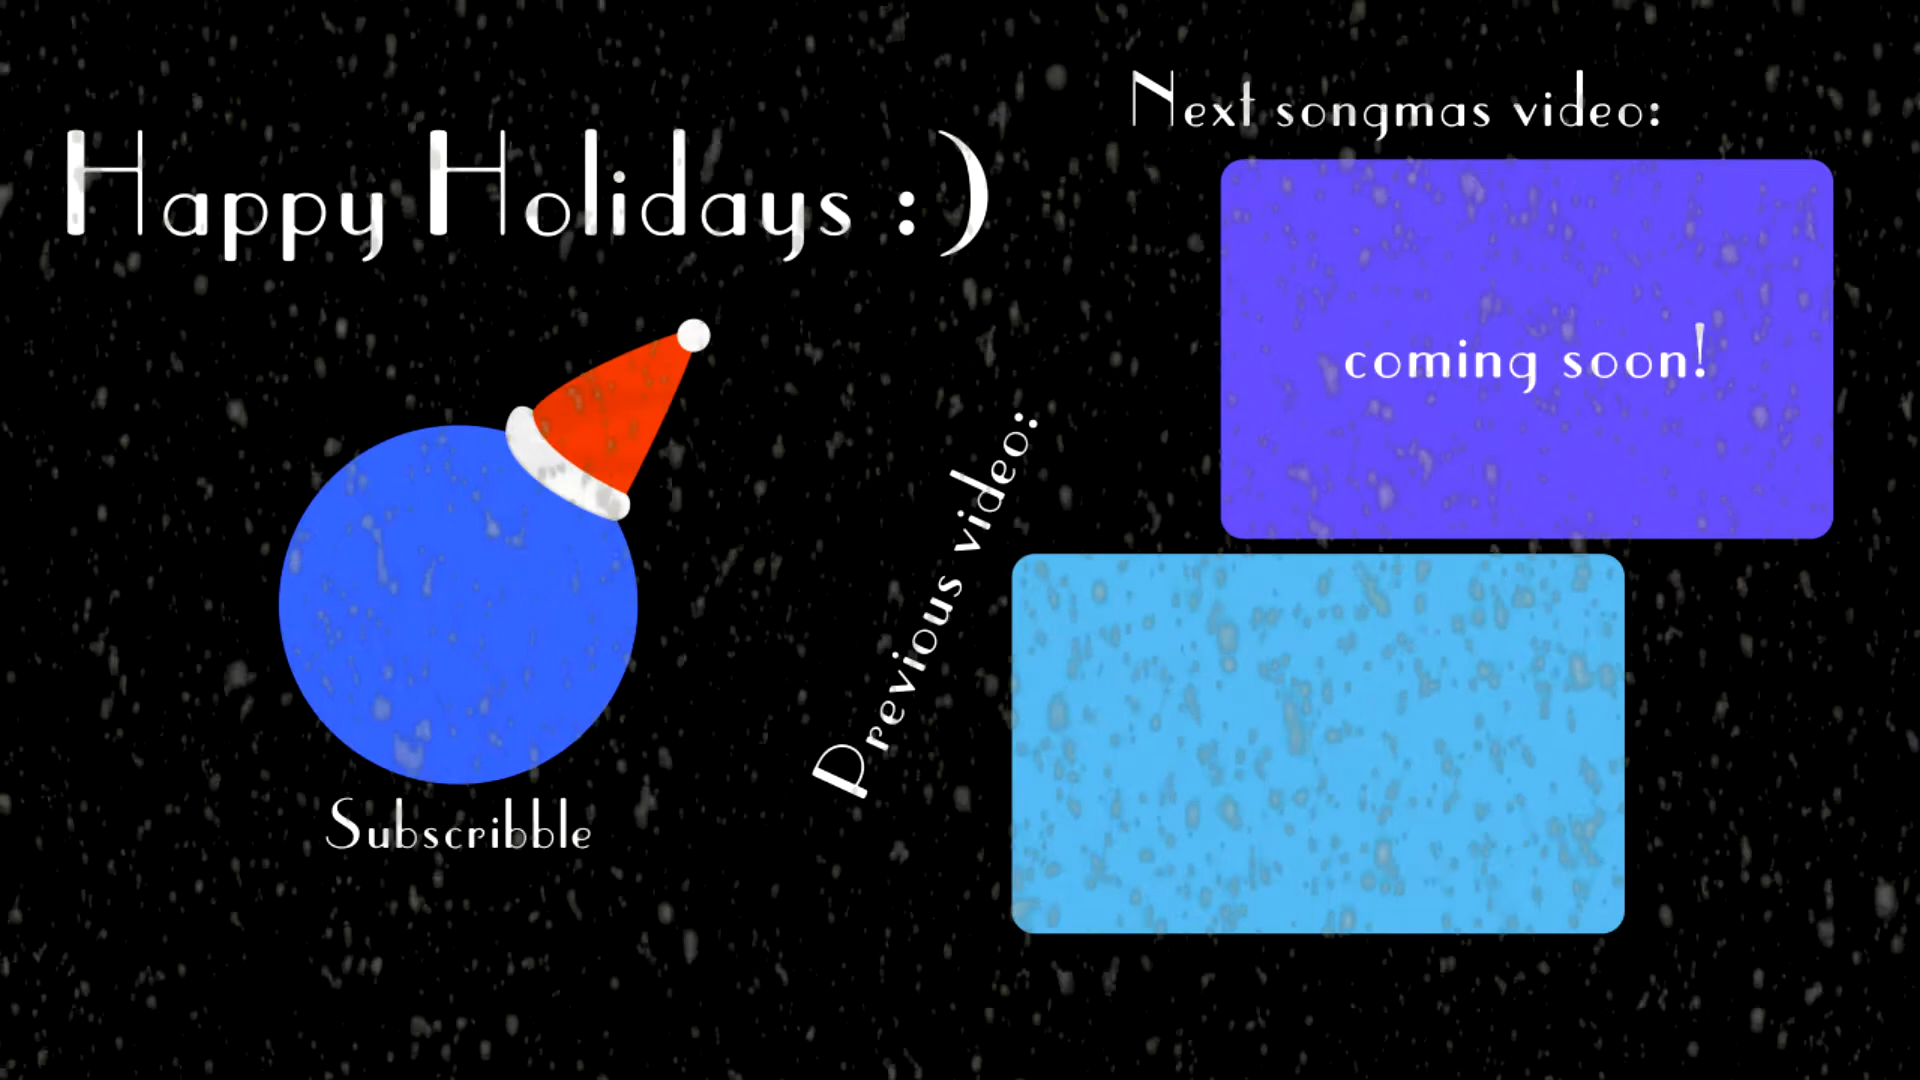 Happy Holidays :)
Next songmas video:
coming soon!
Previous video:
Subscribble